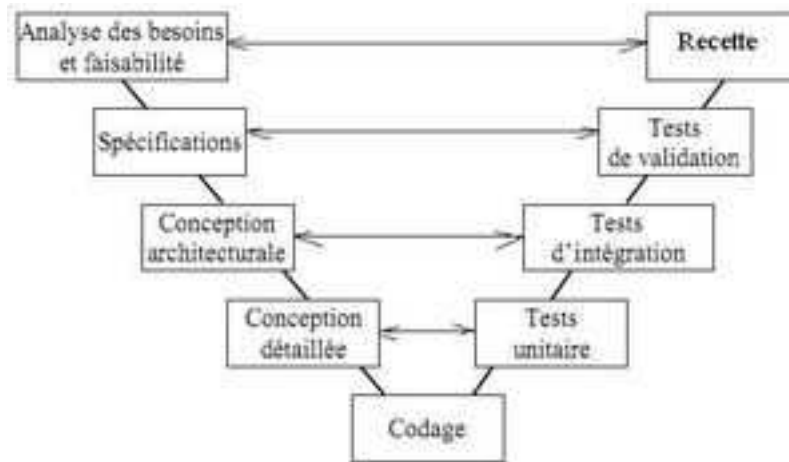 Analyse des besoins
et faisabilité
Recette
Spécifications
Tests
de validation
Conception
architecturale
Tests
d'intégration
Conception
détaillée
Tests
unitaire
Codage